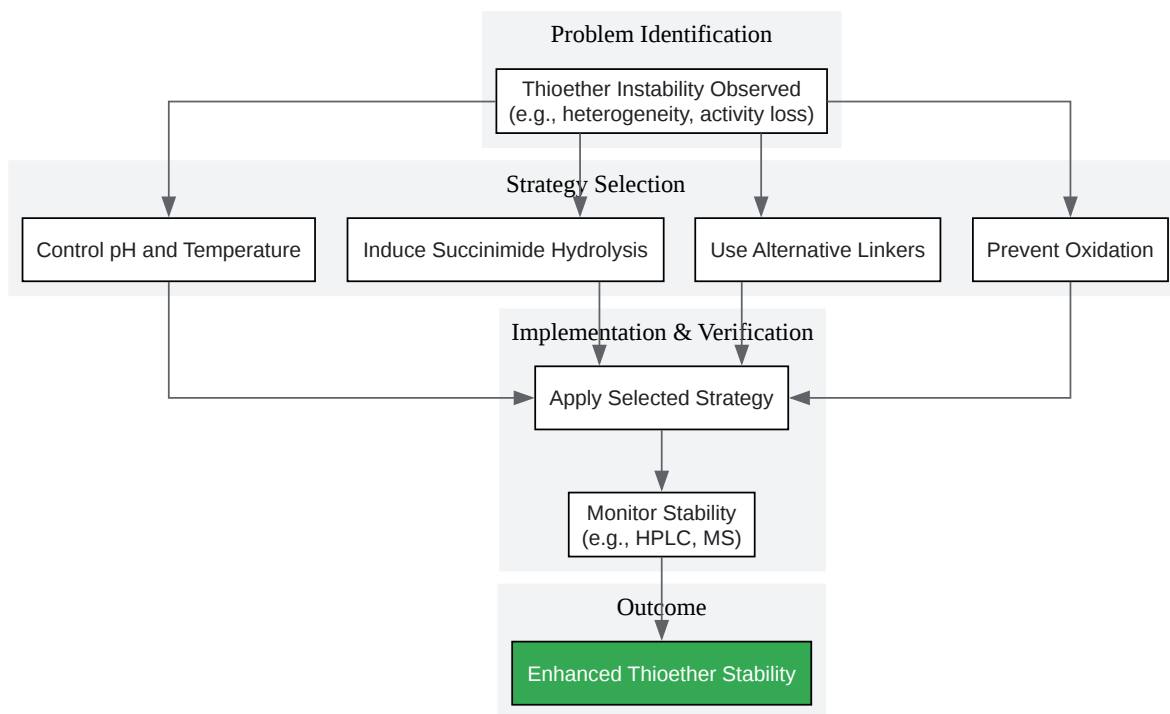 Problem Identification
Thioether Instability Observed
(e.g., heterogeneity, activity loss)
Strategy Selection
Control pH and Temperature
Induce Succinimide Hydrolysis
Use Alternative Linkers
Prevent Oxidation
Implementation & Verification
Apply Selected Strategy
Monitor Stability
(e.g., HPLC, MS)
Outcome
Enhanced Thioether Stability